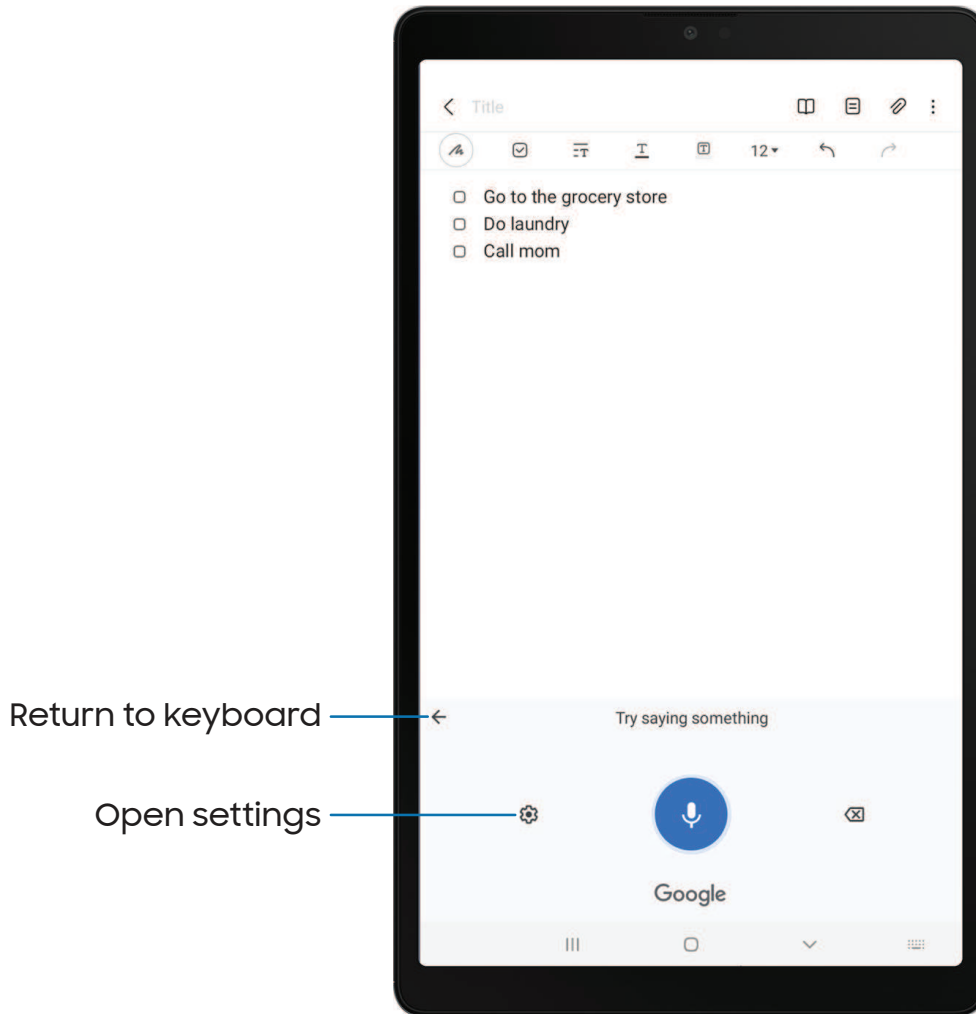 Title
12
Go to the grocery store
Do laundry
Call mom
Return to keyboard
Try saying something
Open settings
Google